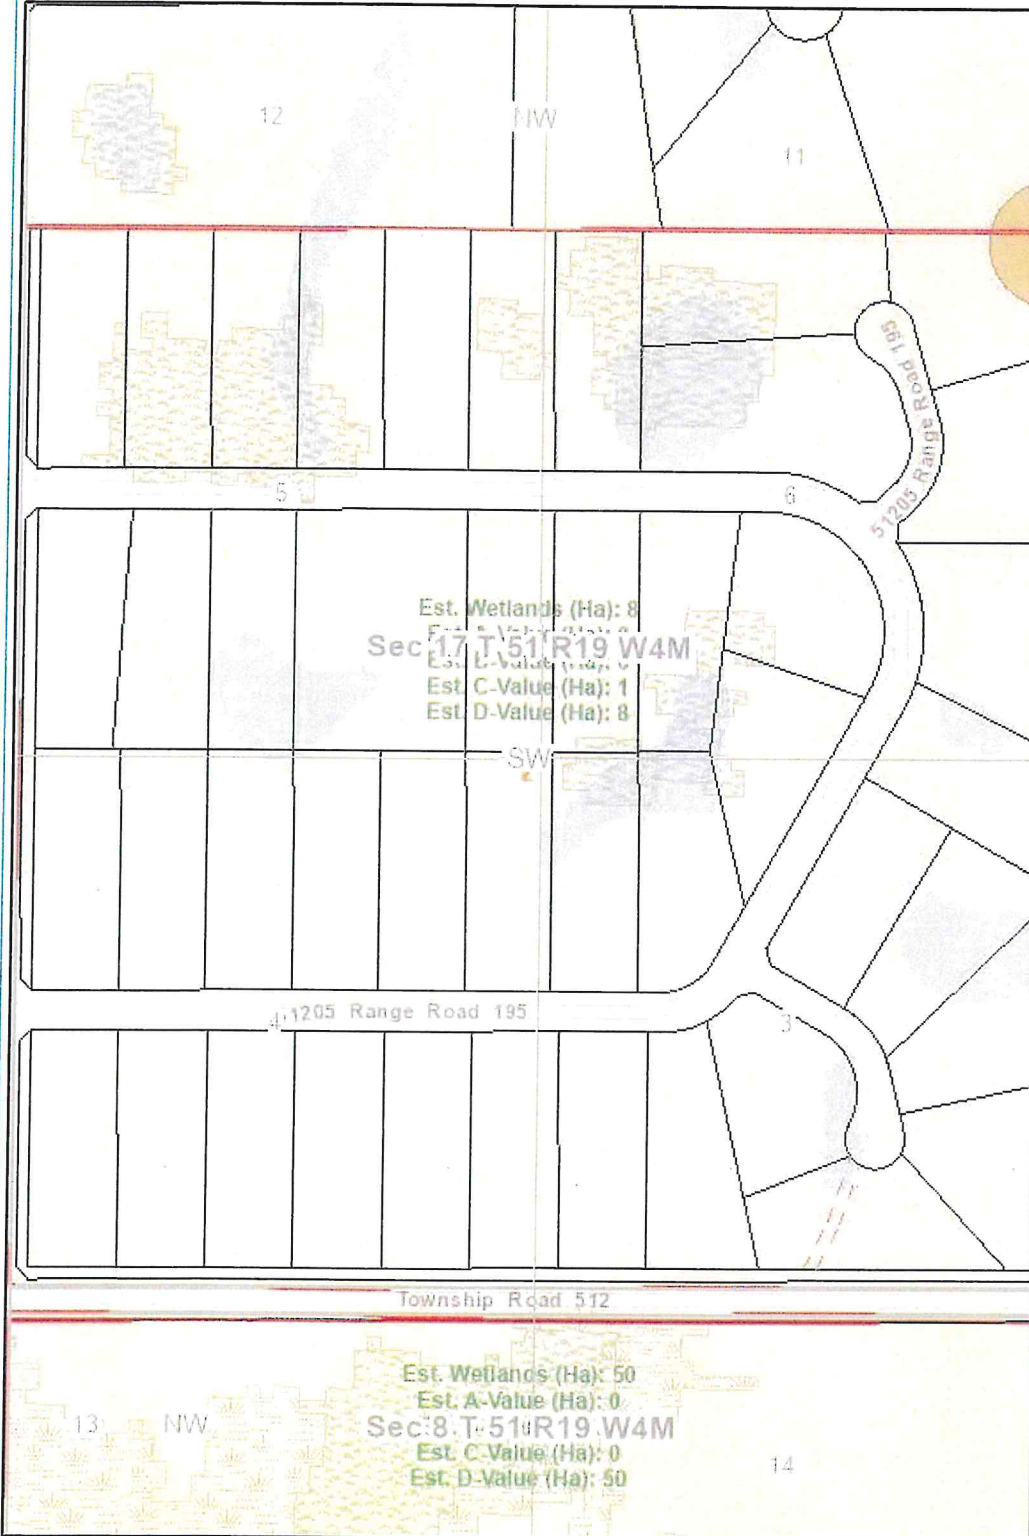 12
NW
11
51205 Range Road 195
5
6
Est. Wetlands (Ha): 8
Sec 17 T 51 R19 W4M
Est. C-Value (Ha): 1
Est. D-Value (Ha): 8
SW
4 1205 Range Road 195
3
Township Road 512
Est. Wetlands (Ha): 50
Est. A-Value (Ha): 0
13 NW
Sec 8 T 51 R19 W4M
Est. C-Value (Ha): 0
14
Est. D-Value (Ha): 50